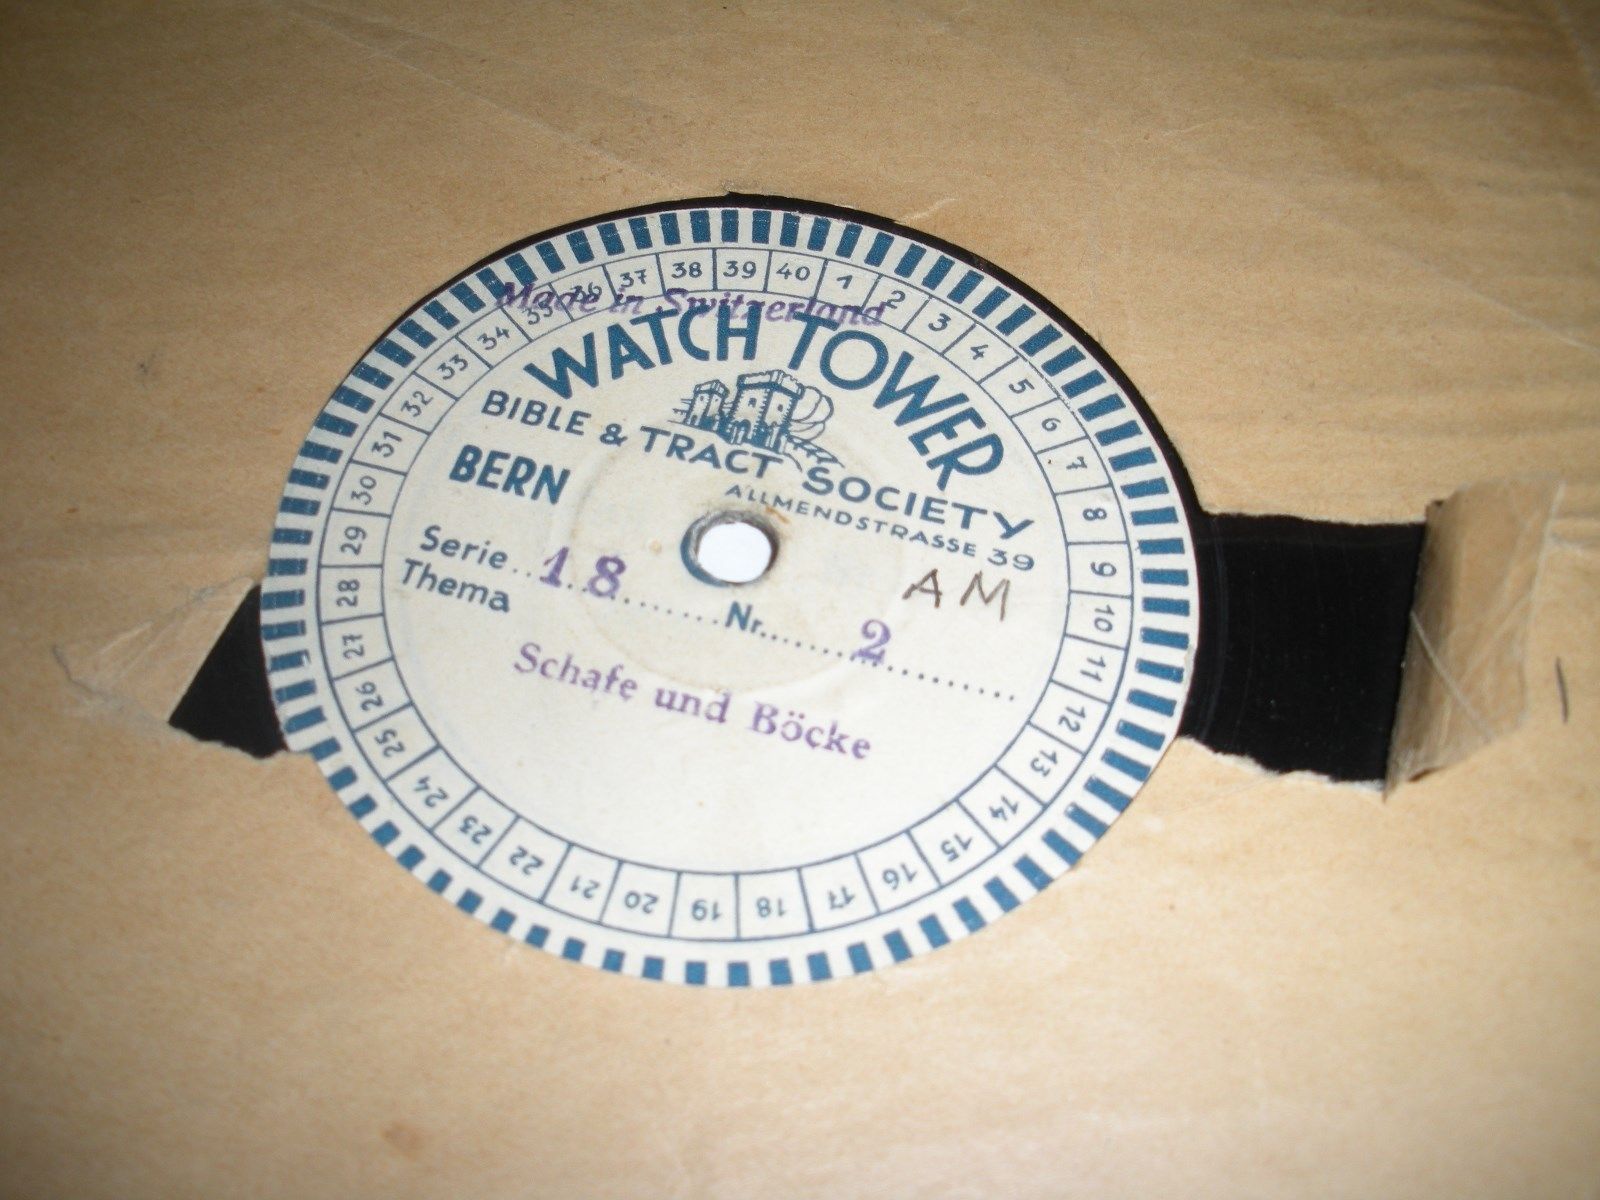 Made in Switzerland
WATCH TOWER
BIBLE & TRACT SOCIETY
BERN
ALLMENDSTRASSE 39
AM
Serie 18 Nr. 2
Thema
Schafe und Böcke
1 2 3 4 5 6 7 8 9 10 11 12 13 14 15 16 17 18 19 20 21 22 23 24 25 26 27 28 29 30 31 32 33 34 35 36 37 38 39 40